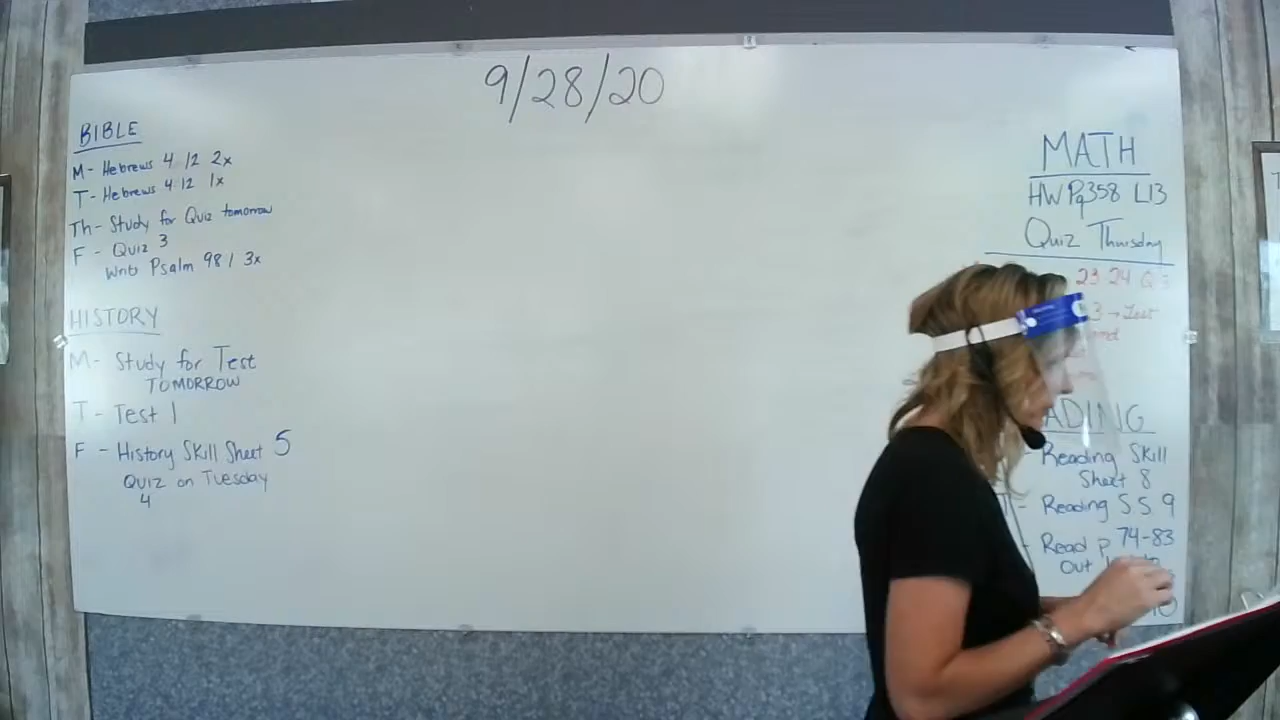 9/28/20
BIBLE
M- Hebrews 4 12 2x
T- Hebrews 4 12 1x
Th- Study for Quiz tomorrow
F - Quiz 3
Write Psalm 98 1 3x
HISTORY
M- Study for Test
TOMORROW
T- Test 1
F - History Skill Sheet 5
Quiz on Tuesday
4
MATH
HW Pg 358 L13
Quiz Thursday
23 24 Q
3 → Test
ADING
Reading Skill
Sheet 8
- Reading S S 9
- Read p 74-83
Out
10